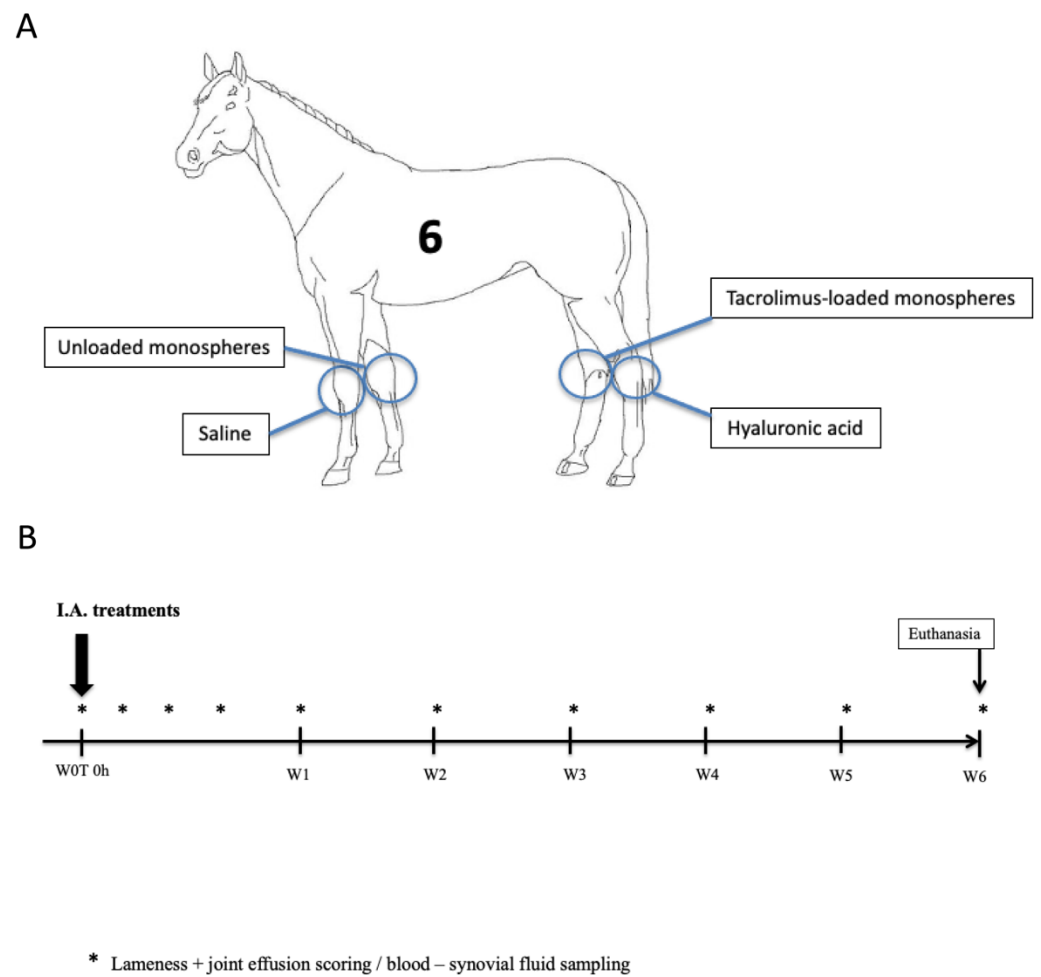 A
6
Tacrolimus-loaded monospheres
Unloaded monospheres
Saline
Hyaluronic acid
B
I.A. treatments
Euthanasia
* * * * * * * * * *
W0T 0h W1 W2 W3 W4 W5 W6
* Lameness + joint effusion scoring / blood – synovial fluid sampling